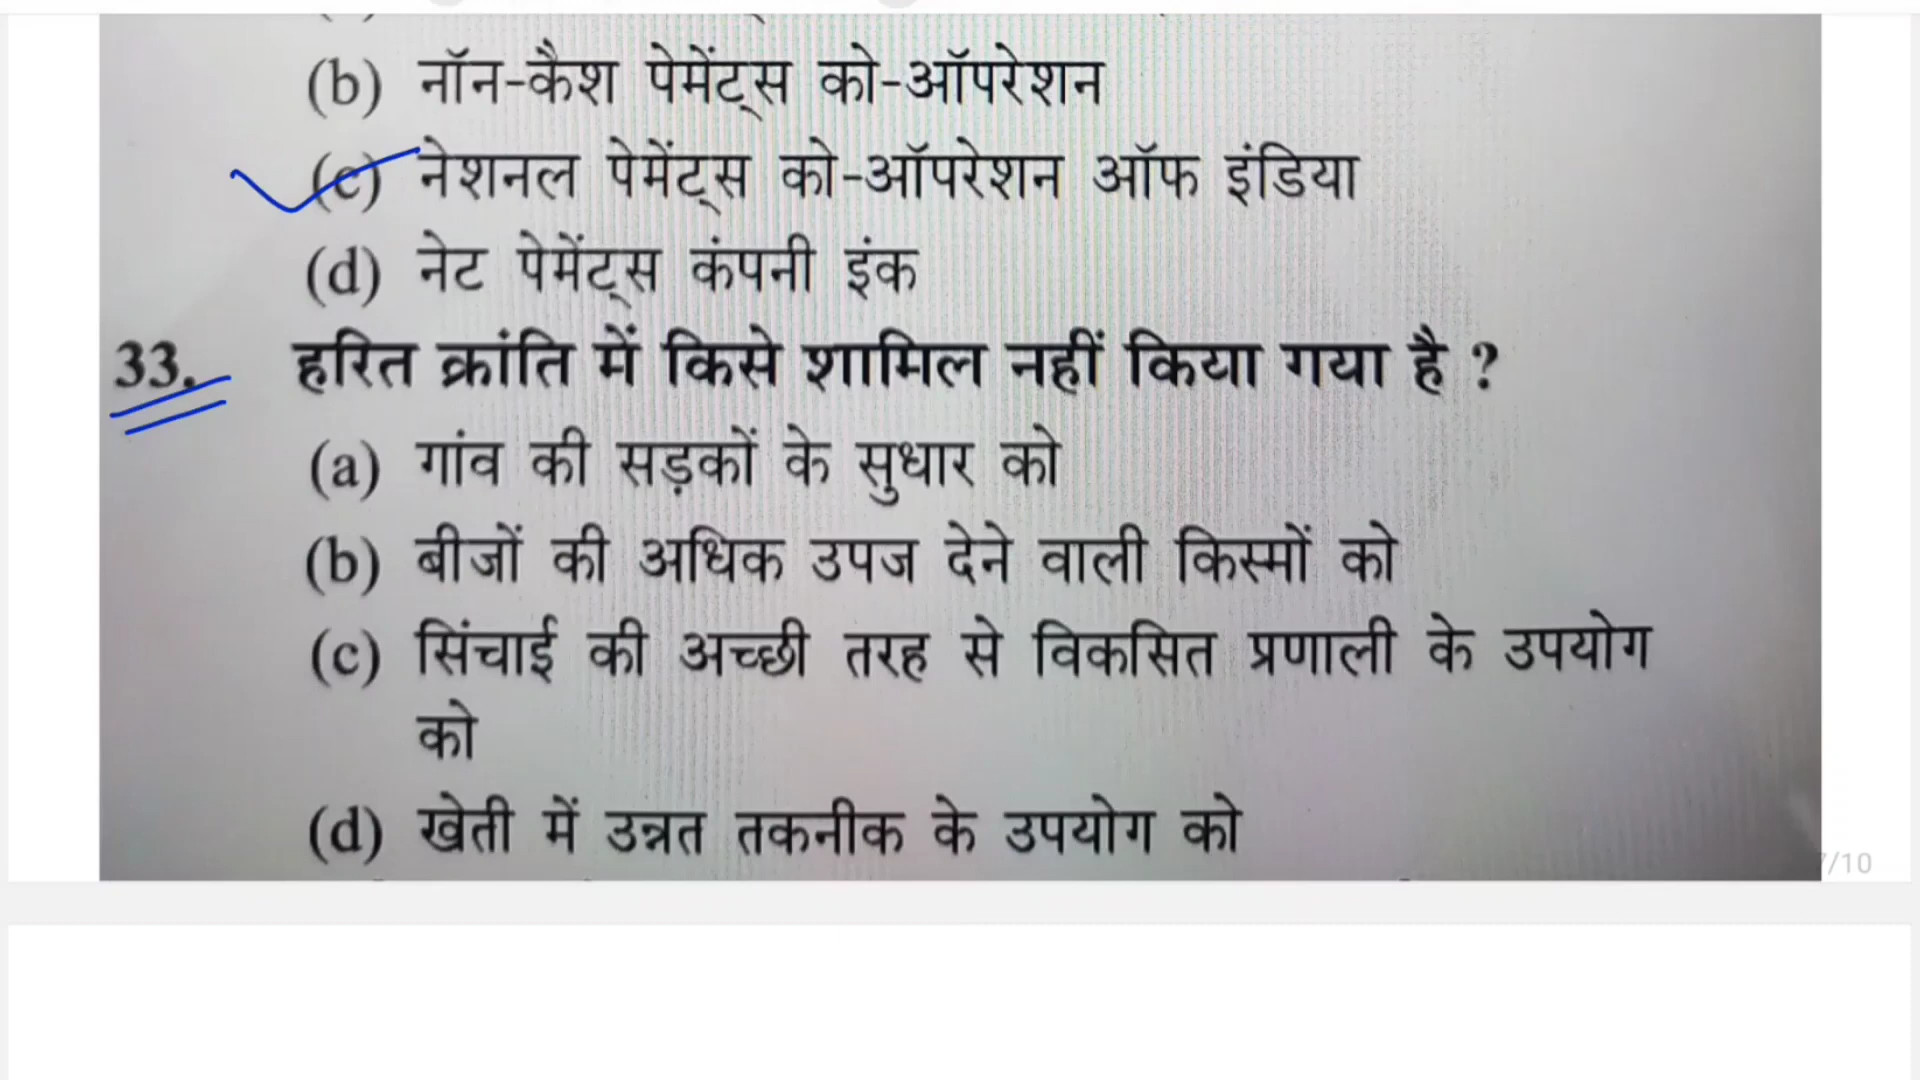 (b) नॉन-कैश पेमेंट्स को-ऑपरेशन
(c) नेशनल पेमेंट्स को-ऑपरेशन ऑफ इंडिया
(d) नेट पेमेंट्स कंपनी इंक
33. हरित क्रांति में किसे शामिल नहीं किया गया है ?
(a) गांव की सड़कों के सुधार को
(b) बीजों की अधिक उपज देने वाली किस्मों को
(c) सिंचाई की अच्छी तरह से विकसित प्रणाली के उपयोग
को
(d) खेती में उन्नत तकनीक के उपयोग को
/10